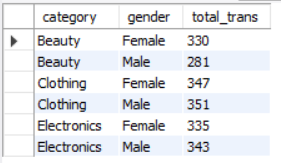 category gender total_trans
Beauty Female 330
Beauty Male 281
Clothing Female 347
Clothing Male 351
Electronics Female 335
Electronics Male 343